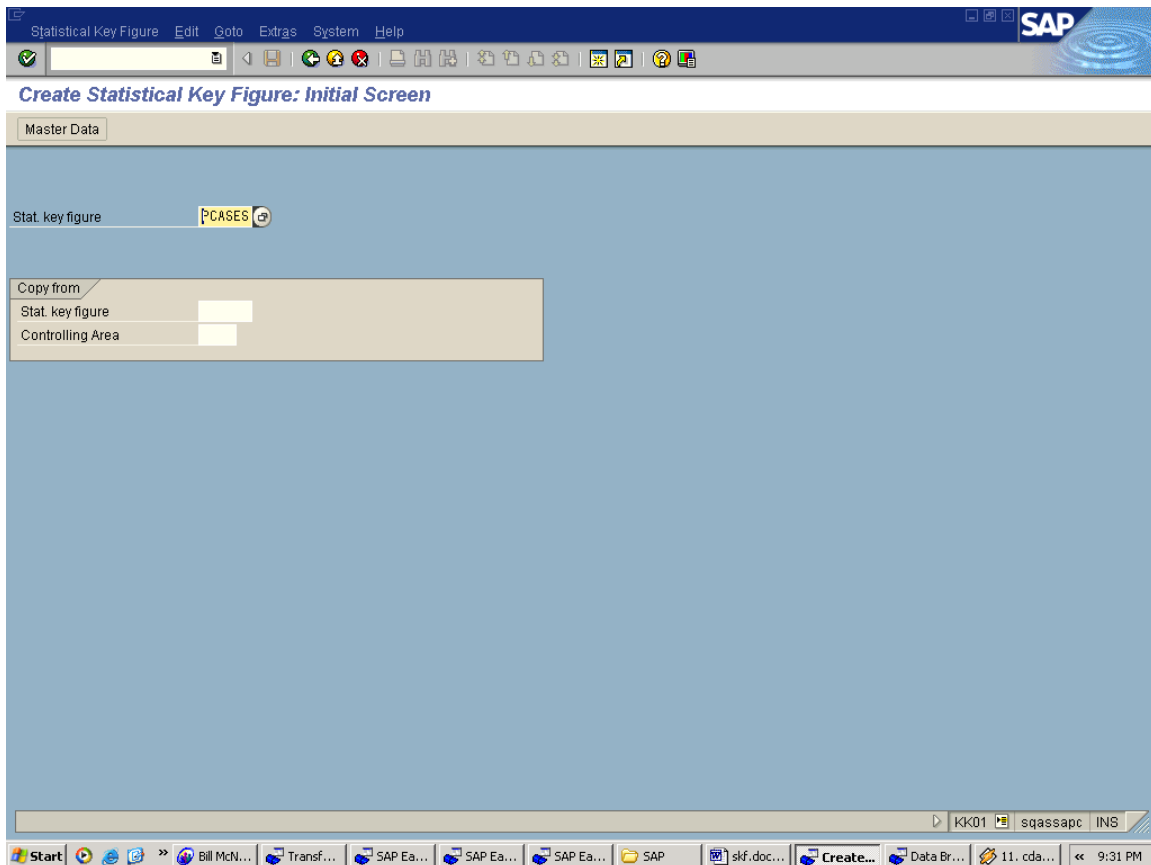 Statistical Key Figure Edit Goto Extras System Help
SAP
Create Statistical Key Figure: Initial Screen
Master Data
Stat. key figure PCASES
Copy from
Stat. key figure
Controlling Area
KK01 sqassapc INS
Start » Bill McN... Transf... SAP Ea... SAP Ea... SAP Ea... SAP skf.doc... Create... Data Br... 11. cda... « 9:31 PM